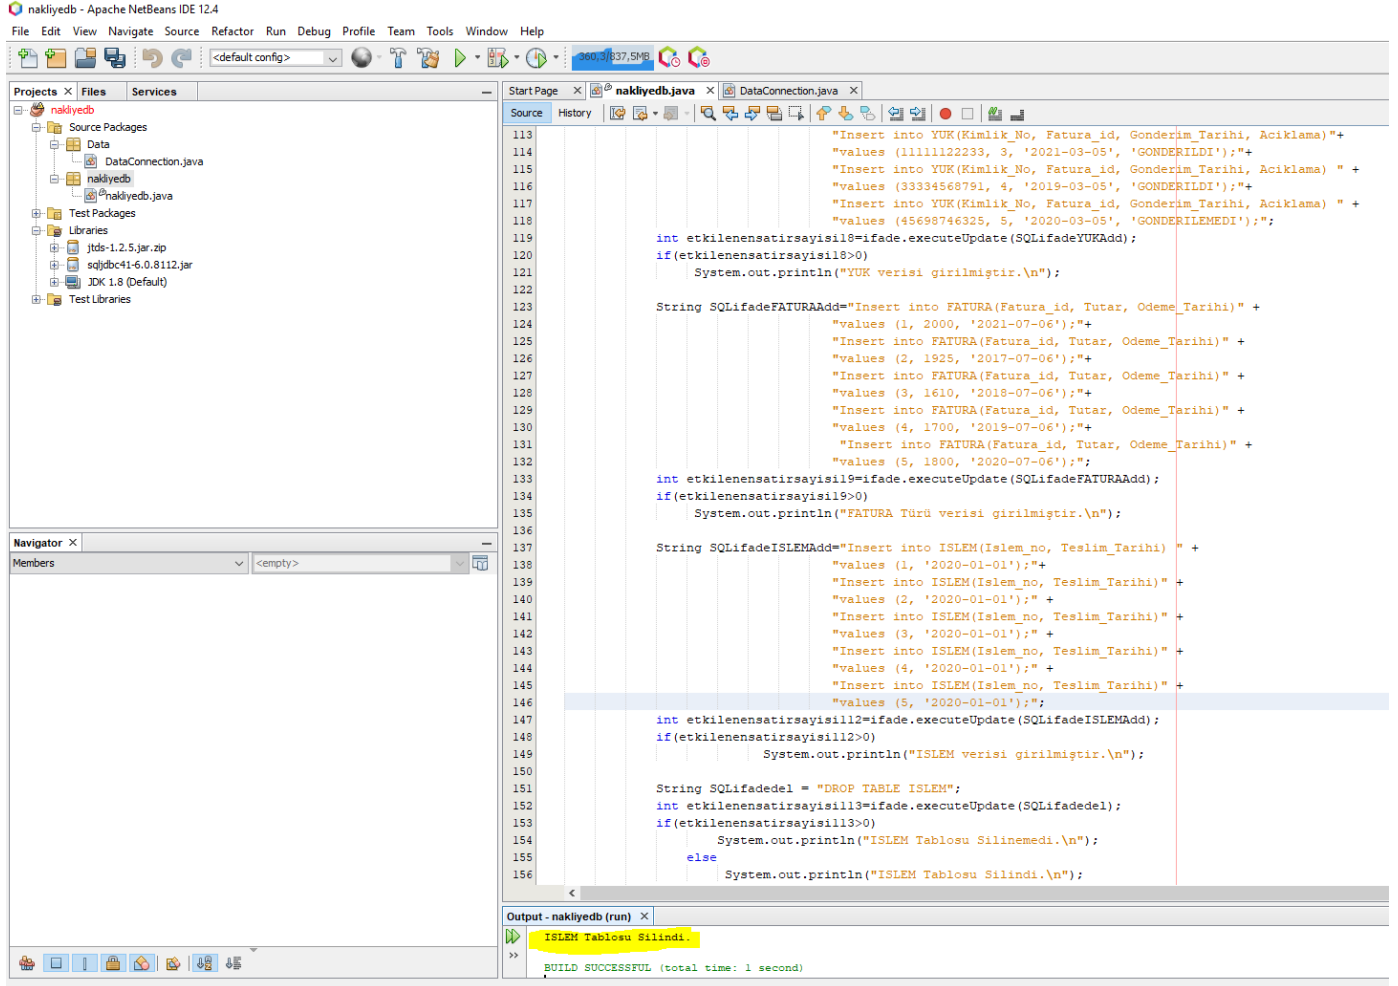 nakliyedb - Apache NetBeans IDE 12.4
File Edit View Navigate Source Refactor Run Debug Profile Team Tools Window Help
<default config>
360,3/837,5MB
Projects Files Services
nakliyedb
Source Packages
Data
DataConnection.java
nakliyedb
nakliyedb.java
Test Packages
Libraries
jtds-1.2.5.jar.zip
sqljdbc41-6.0.8112.jar
JDK 1.8 (Default)
Test Libraries
Navigator
Members <empty>
Start Page nakliyedb.java DataConnection.java
Source History
113 "Insert into YUK(Kimlik_No, Fatura_id, Gonderim_Tarihi, Aciklama)"+
114 "values (11111122233, 3, '2021-03-05', 'GONDERILDI');"+
115 "Insert into YUK(Kimlik_No, Fatura_id, Gonderim_Tarihi, Aciklama) " +
116 "values (33334568791, 4, '2019-03-05', 'GONDERILDI');"+
117 "Insert into YUK(Kimlik_No, Fatura_id, Gonderim_Tarihi, Aciklama) " +
118 "values (45698746325, 5, '2020-03-05', 'GONDERILEMEDI');";
119 int etkilenensatirsayisi18=ifade.executeUpdate(SQLifadeYUKAdd);
120 if(etkilenensatirsayisi18>0)
121 System.out.println("YUK verisi girilmiştir.\n");
122
123 String SQLifadeFATURAAdd="Insert into FATURA(Fatura_id, Tutar, Odeme_Tarihi)" +
124 "values (1, 2000, '2021-07-06');"+
125 "Insert into FATURA(Fatura_id, Tutar, Odeme_Tarihi)" +
126 "values (2, 1925, '2017-07-06');"+
127 "Insert into FATURA(Fatura_id, Tutar, Odeme_Tarihi)" +
128 "values (3, 1610, '2018-07-06');"+
129 "Insert into FATURA(Fatura_id, Tutar, Odeme_Tarihi)" +
130 "values (4, 1700, '2019-07-06');"+
131 "Insert into FATURA(Fatura_id, Tutar, Odeme_Tarihi)" +
132 "values (5, 1800, '2020-07-06');";
133 int etkilenensatirsayisi19=ifade.executeUpdate(SQLifadeFATURAAdd);
134 if(etkilenensatirsayisi19>0)
135 System.out.println("FATURA Türü verisi girilmiştir.\n");
136
137 String SQLifadeISLEMAdd="Insert into ISLEM(Islem_no, Teslim_Tarihi) " +
138 "values (1, '2020-01-01');"+
139 "Insert into ISLEM(Islem_no, Teslim_Tarihi)" +
140 "values (2, '2020-01-01');" +
141 "Insert into ISLEM(Islem_no, Teslim_Tarihi)" +
142 "values (3, '2020-01-01');" +
143 "Insert into ISLEM(Islem_no, Teslim_Tarihi)" +
144 "values (4, '2020-01-01');" +
145 "Insert into ISLEM(Islem_no, Teslim_Tarihi)" +
146 "values (5, '2020-01-01');";
147 int etkilenensatirsayisi112=ifade.executeUpdate(SQLifadeISLEMAdd);
148 if(etkilenensatirsayisi112>0)
149 System.out.println("ISLEM verisi girilmiştir.\n");
150
151 String SQLifadedel = "DROP TABLE ISLEM";
152 int etkilenensatirsayisi113=ifade.executeUpdate(SQLifadedel);
153 if(etkilenensatirsayisi113>0)
154 System.out.println("ISLEM Tablosu Silinemedi.\n");
155 else
156 System.out.println("ISLEM Tablosu Silindi.\n");
Output - nakliyedb (run)
ISLEM Tablosu Silindi.
BUILD SUCCESSFUL (total time: 1 second)